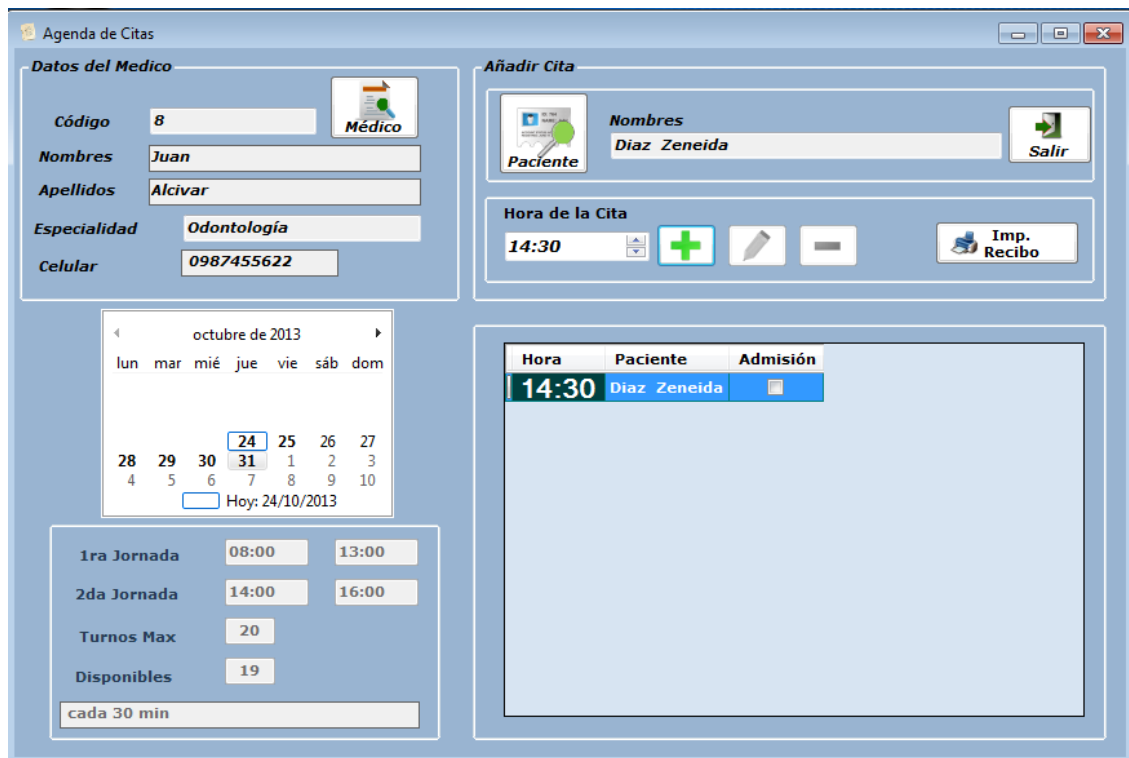 Agenda de Citas
Datos del Medico
Código 8 Médico
Nombres Juan
Apellidos Alcivar
Especialidad Odontología
Celular 0987455622
Añadir Cita
Paciente
Nombres
Diaz Zeneida
Salir
Hora de la Cita
14:30
Imp.
Recibo
octubre de 2013
lun mar mié jue vie sáb dom
24 25 26 27
28 29 30 31 1 2 3
4 5 6 7 8 9 10
Hoy: 24/10/2013
1ra Jornada 08:00 13:00
2da Jornada 14:00 16:00
Turnos Max 20
Disponibles 19
cada 30 min
Hora Paciente Admisión
14:30 Diaz Zeneida